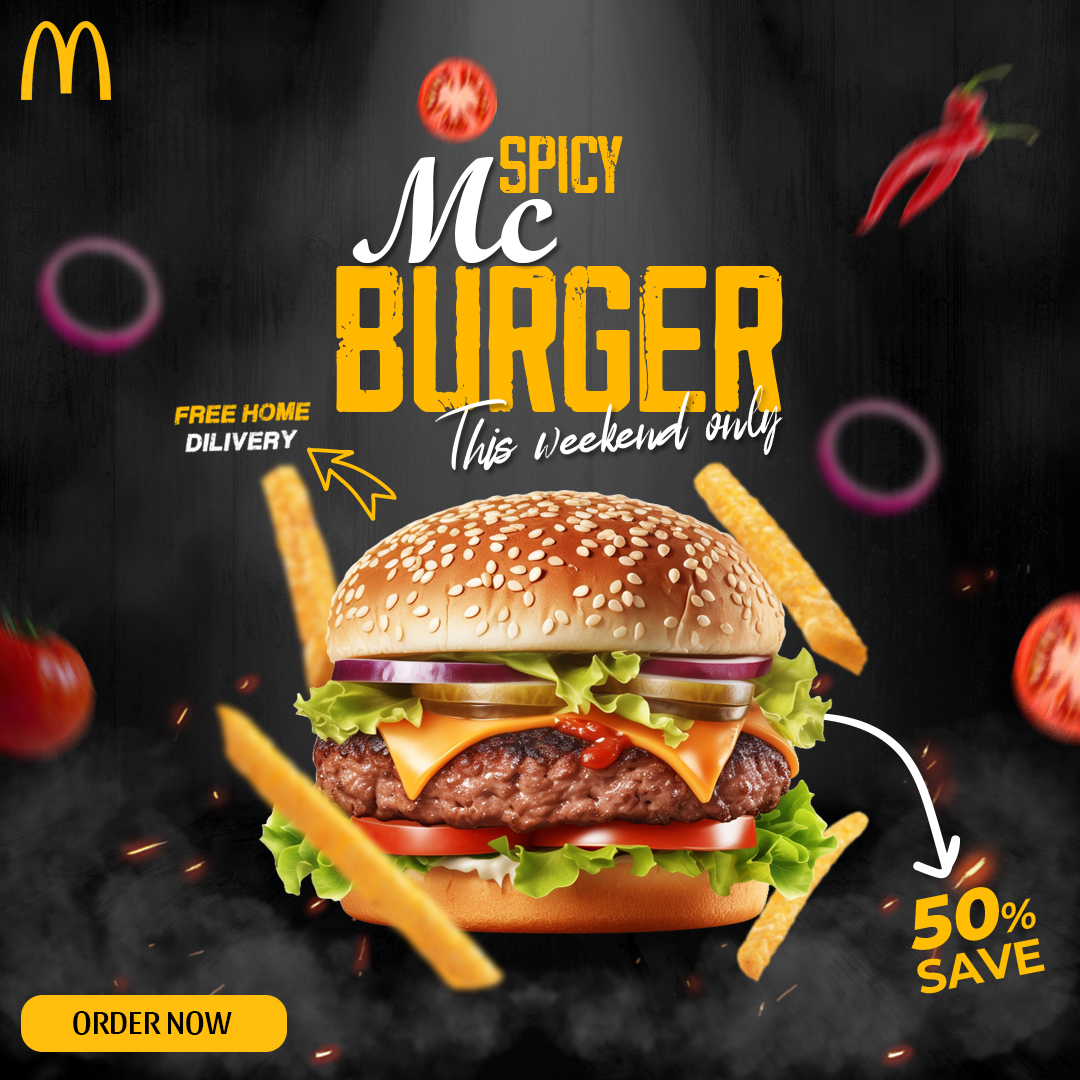 SPICY
Mc
BURGER
This weekend only
FREE HOME
DILIVERY
50%
SAVE
ORDER NOW